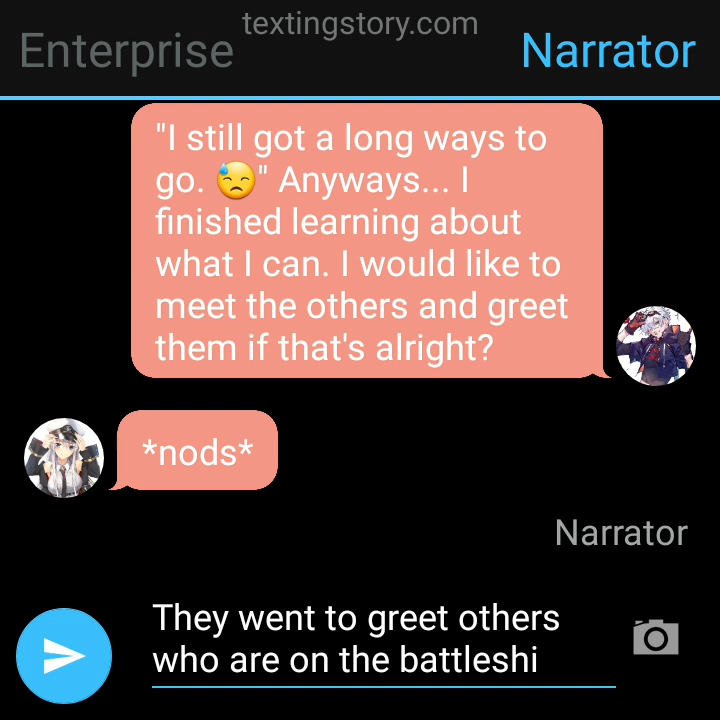 textingstory.com
Enterprise
Narrator
"I still got a long ways to
go. 😓" Anyways... I
finished learning about
what I can. I would like to
meet the others and greet
them if that's alright?
*nods*
Narrator
They went to greet others
who are on the battleshi